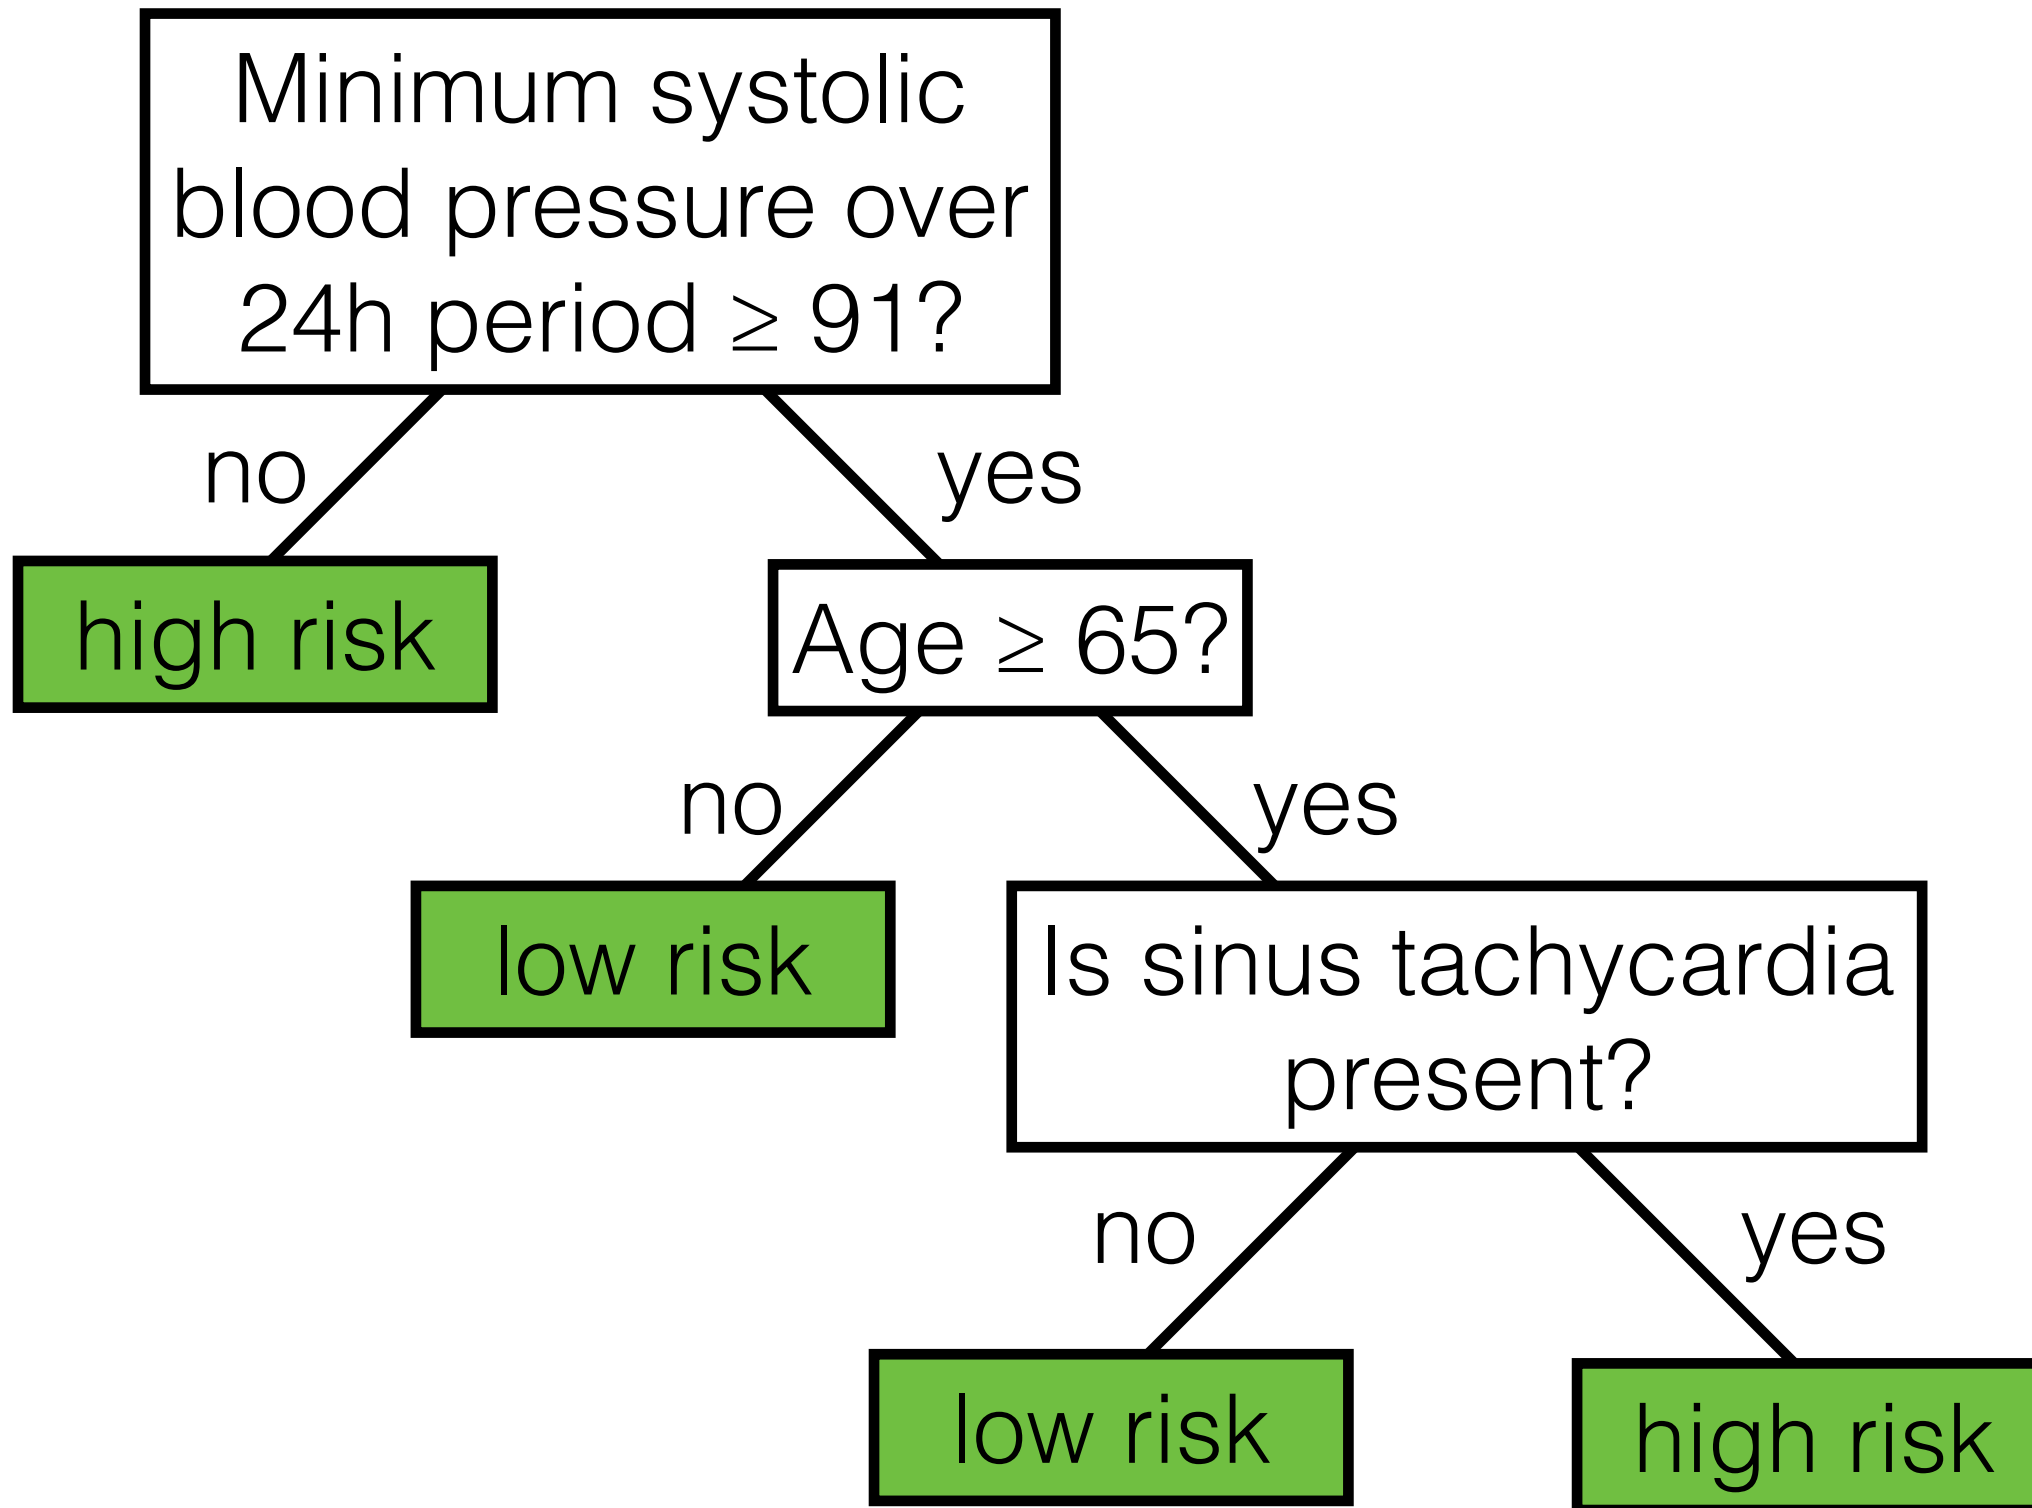 Minimum systolic
blood pressure over
24h period ≥ 91?
no
yes
high risk
Age ≥ 65?
no
yes
low risk
Is sinus tachycardia
present?
no
yes
low risk
high risk